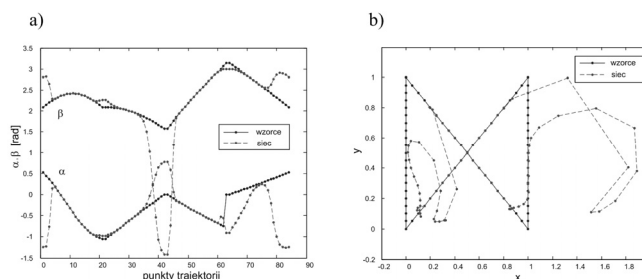 a)
b)
3.5
3
2.5
2
1.5
1
0.5
0
-0.5
-1
-1.5
α,β [rad]
β
α
wzorce
siec
0 10 20 30 40 50 60 70 80 90
punkty trajektorii
1
0.8
0.6
0.4
0.2
0
-0.2
y
wzorce
siec
-0.2 0 0.2 0.4 0.6 0.8 1 1.2 1.4 1.6 1.8
x